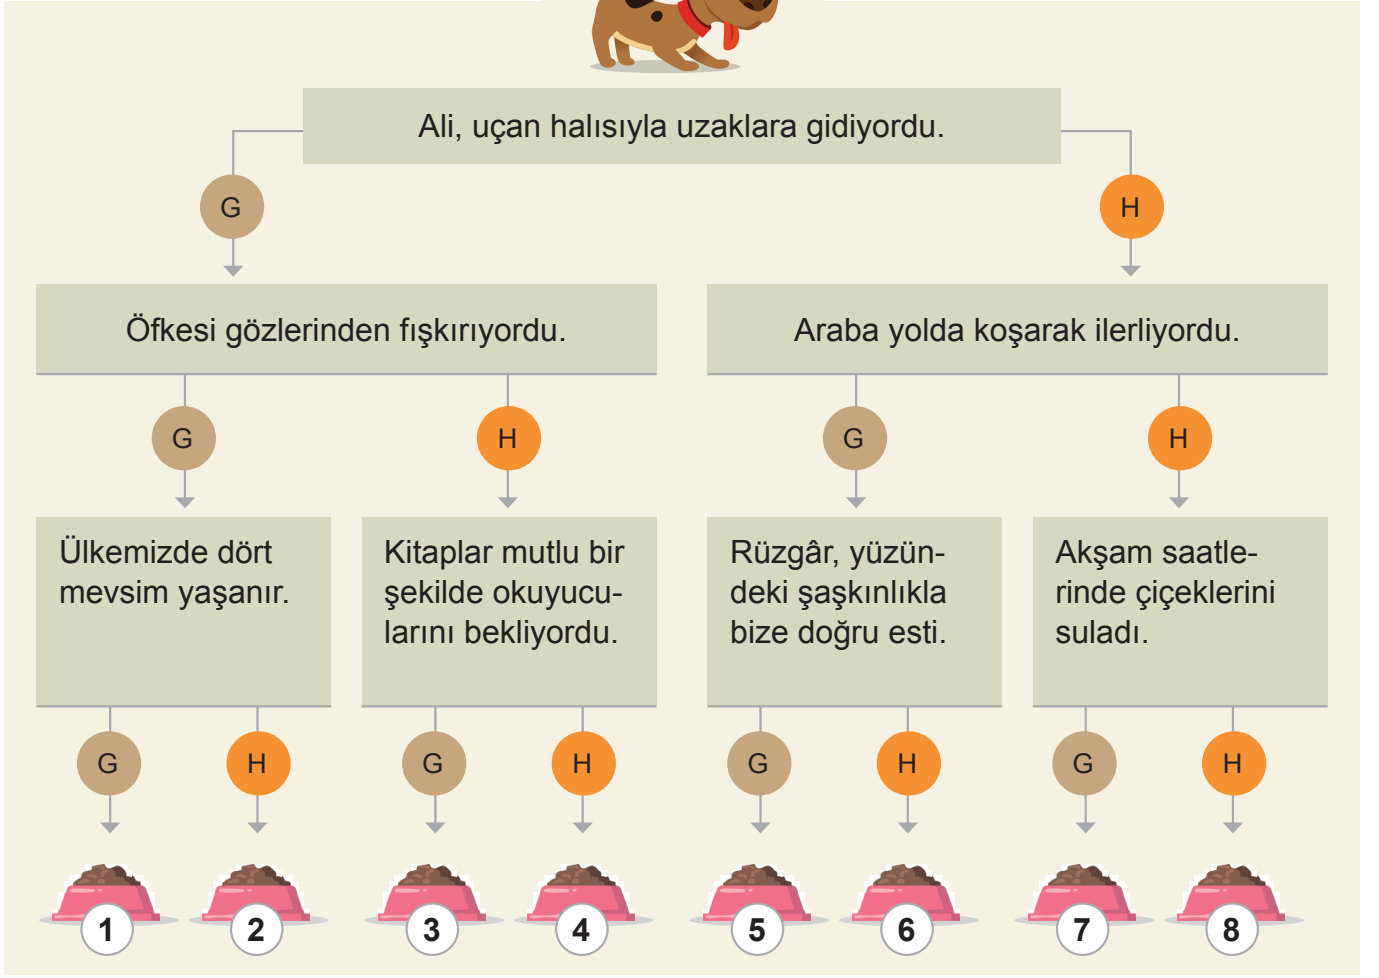 Ali, uçan halısıyla uzaklara gidiyordu.
G
H
Öfkesi gözlerinden fışkırıyordu.
Araba yolda koşarak ilerliyordu.
G
H
G
H
Ülkemizde dört
mevsim yaşanır.
Kitaplar mutlu bir
şekilde okuyucu-
larını bekliyordu.
Rüzgâr, yüzün-
deki şaşkınlıkla
bize doğru esti.
Akşam saatle-
rinde çiçeklerini
suladı.
G
H
G
H
G
H
G
H
1
2
3
4
5
6
7
8